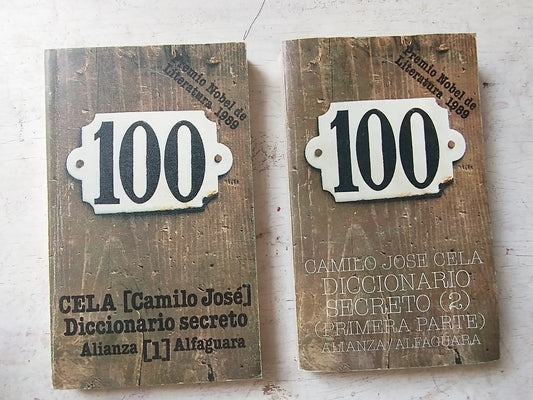 Premio Nobel de
Literatura 1989
100
CELA [Camilo José]
Diccionario secreto
Alianza [1] Alfaguara
Premio Nobel de
Literatura 1989
100
CAMILO JOSE CELA
DICCIONARIO
SECRETO (2)
(PRIMERA PARTE)
ALIANZA/ALFAGUARA